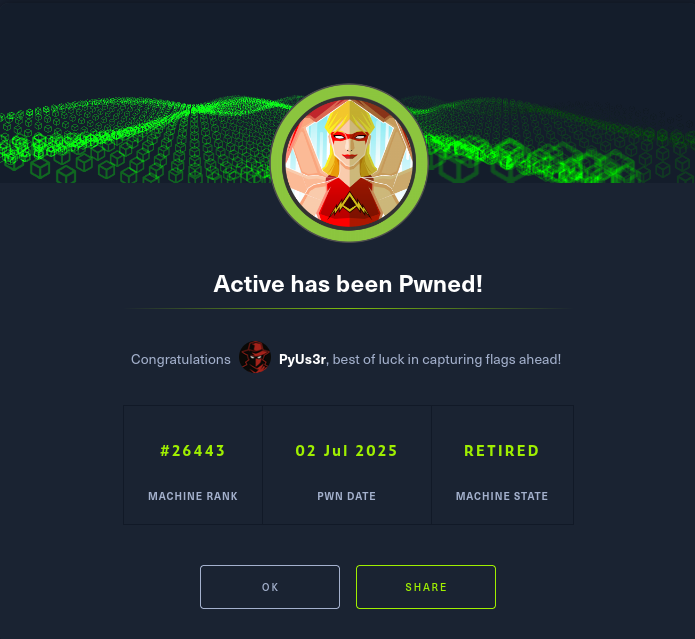 Active has been Pwned!
Congratulations PyUs3r, best of luck in capturing flags ahead!
#26443 02 Jul 2025 RETIRED
MACHINE RANK PWN DATE MACHINE STATE
OK SHARE